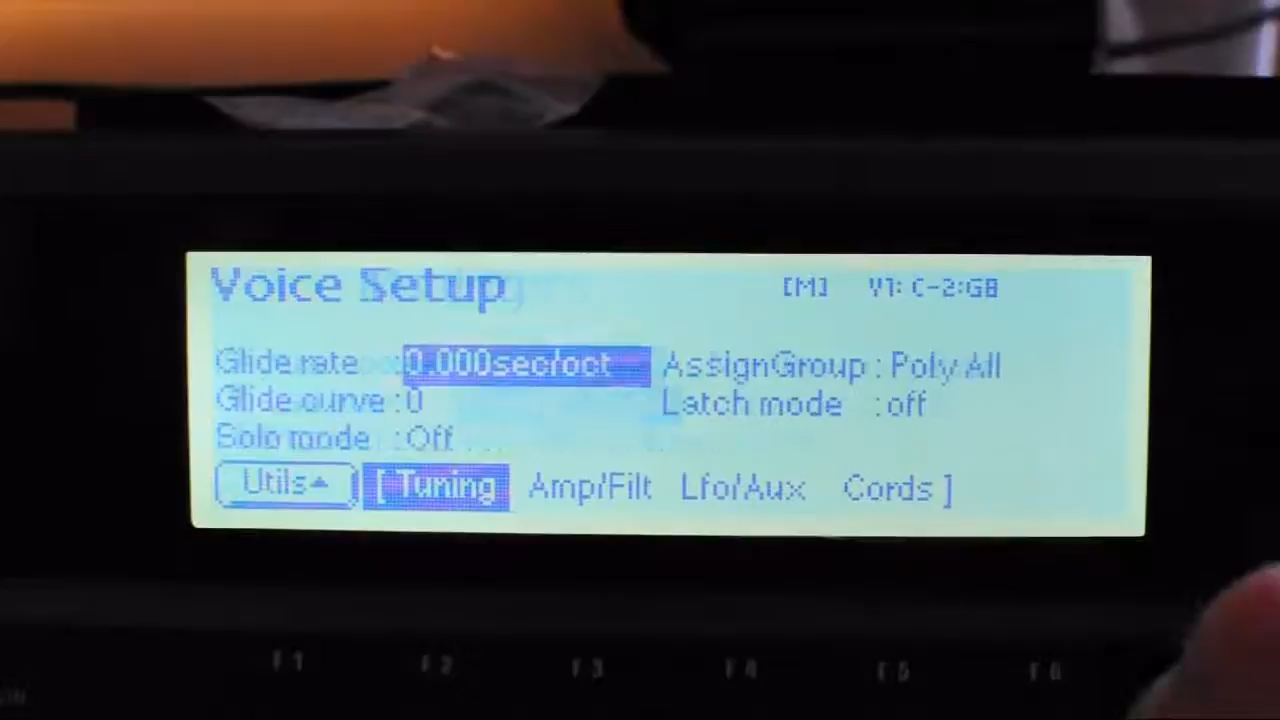 Voice Setup [M] V1: C-2:G8
Glide rate :0.000sec/oct AssignGroup : Poly All
Glide curve :0 Latch mode :off
Solo mode :Off
Utils [ Tuning Amp/Filt Lfo/Aux Cords ]
F1 F2 F3 F4 F5 F6